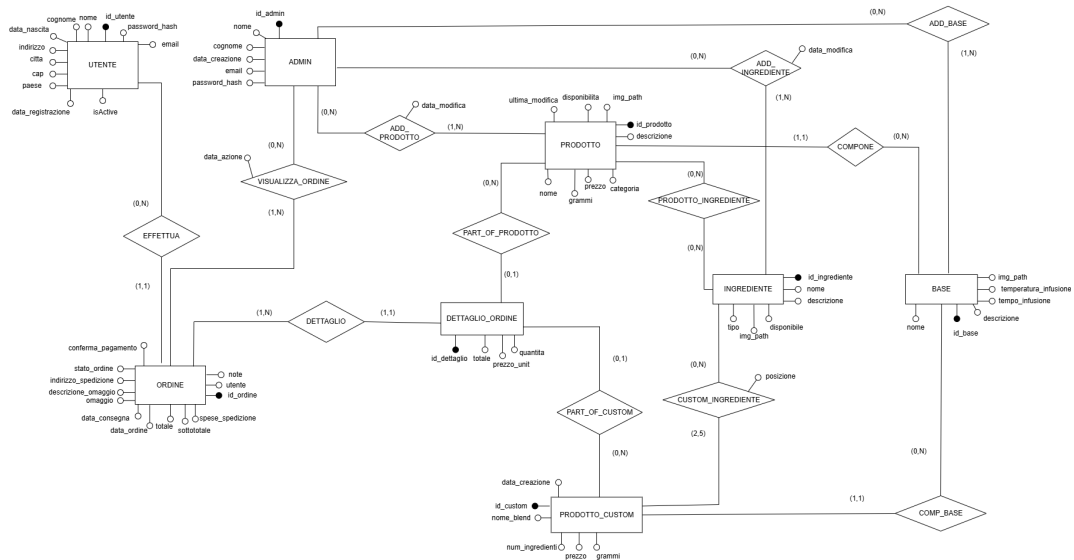 cognome
nome
id_utente
data_nascita
password_hash
indirizzo
email
citta
UTENTE
cap
paese
data_registrazione
isActive
id_admin
nome
cognome
data_creazione
ADMIN
email
password_hash
(0,N)
ADD_BASE
(1,N)
(0,N)
data_modifica
ADD_
INGREDIENTE
(1,N)
(0,N)
data_modifica
ADD_
PRODOTTO
(1,N)
ultima_modifica
disponibilita
img_path
id_prodotto
descrizione
PRODOTTO
nome
grammi
prezzo
categoria
(1,1)
(0,N)
COMPONE
(0,N)
data_azione
VISUALIZZA_ORDINE
(1,N)
(0,N)
PRODOTTO_INGREDIENTE
(0,N)
(0,N)
PART_OF_PRODOTTO
(0,1)
(0,N)
EFFETTUA
(1,1)
id_ingrediente
INGREDIENTE
nome
descrizione
tipo
img_path
disponibile
img_path
BASE
temperatura_infusione
tempo_infusione
nome
id_base
descrizione
(1,N)
DETTAGLIO
(1,1)
DETTAGLIO_ORDINE
id_dettaglio
totale
prezzo_unit
quantita
conferma_pagamento
stato_ordine
indirizzo_spedizione
ORDINE
descrizione_omaggio
omaggio
note
utente
id_ordine
data_consegna
data_ordine
totale
sottototale
spese_spedizione
(0,1)
PART_OF_CUSTOM
(0,N)
(0,N)
posizione
CUSTOM_INGREDIENTE
(2,5)
(0,N)
data_creazione
id_custom
nome_blend
PRODOTTO_CUSTOM
num_ingredienti
prezzo
grammi
(1,1)
COMP_BASE